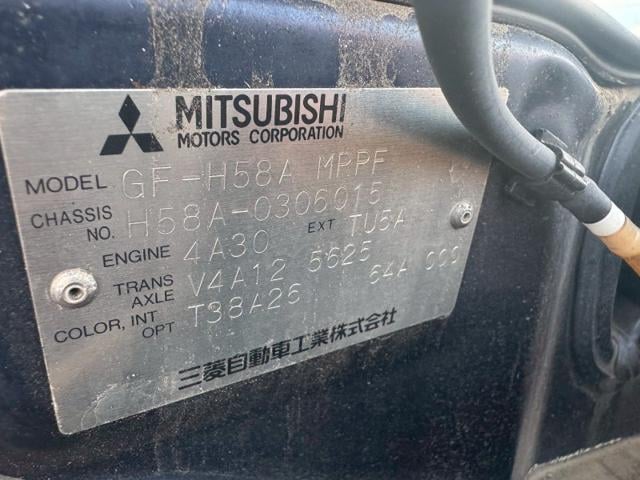 MITSUBISHI
MOTORS CORPORATION
MODEL GF-H58A MRPF
CHASSIS NO. H58A-0306015
ENGINE 4A30 EXT TU5A
TRANS AXLE V4A12 5625
COLOR, INT OPT T38A26 64A 000
三菱自動車工業株式会社